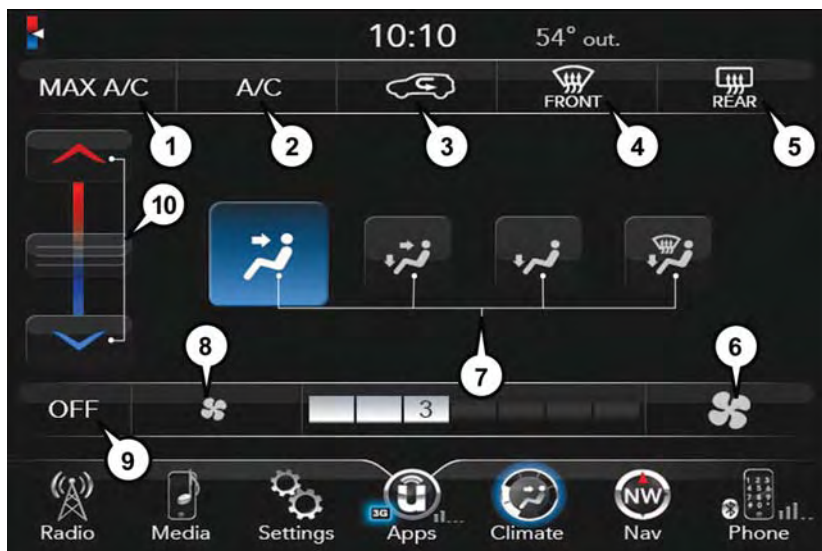 10:10 54° out.
MAX A/C A/C FRONT REAR
1 2 3 4 5
10
8 7 6
OFF 3
9
3G NW
Radio Media Settings Apps Climate Nav Phone